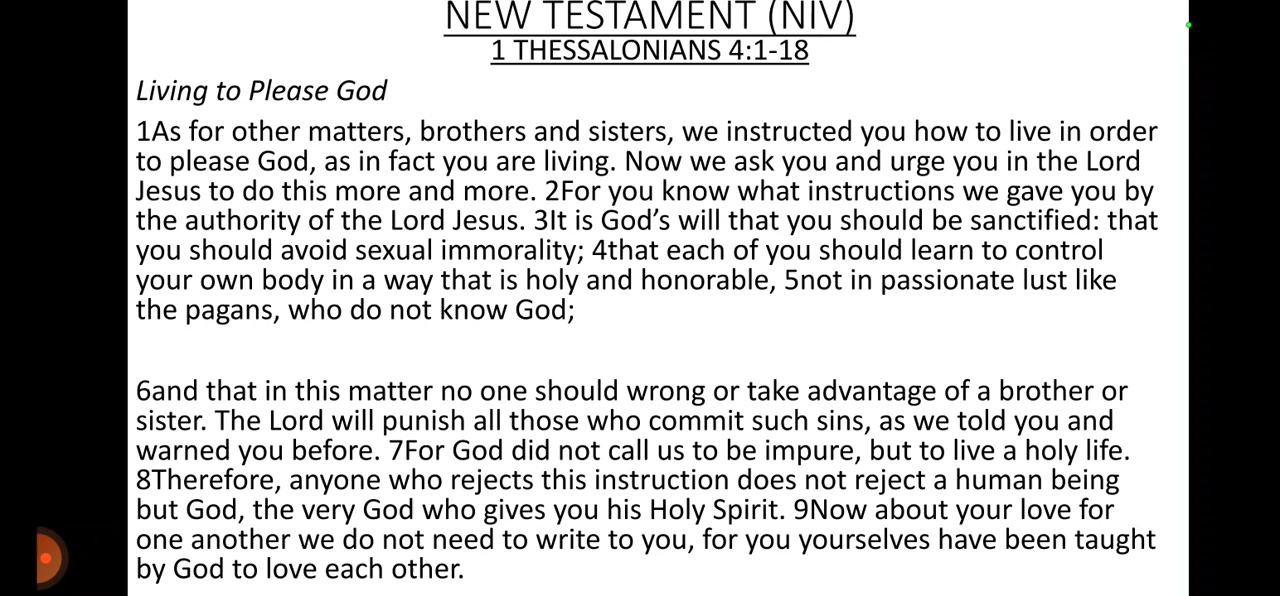 NEW TESTAMENT (NIV)
1 THESSALONIANS 4:1-18
Living to Please God
1As for other matters, brothers and sisters, we instructed you how to live in order
to please God, as in fact you are living. Now we ask you and urge you in the Lord
Jesus to do this more and more. 2For you know what instructions we gave you by
the authority of the Lord Jesus. 3It is God’s will that you should be sanctified: that
you should avoid sexual immorality; 4that each of you should learn to control
your own body in a way that is holy and honorable, 5not in passionate lust like
the pagans, who do not know God;
6and that in this matter no one should wrong or take advantage of a brother or
sister. The Lord will punish all those who commit such sins, as we told you and
warned you before. 7For God did not call us to be impure, but to live a holy life.
8Therefore, anyone who rejects this instruction does not reject a human being
but God, the very God who gives you his Holy Spirit. 9Now about your love for
one another we do not need to write to you, for you yourselves have been taught
by God to love each other.